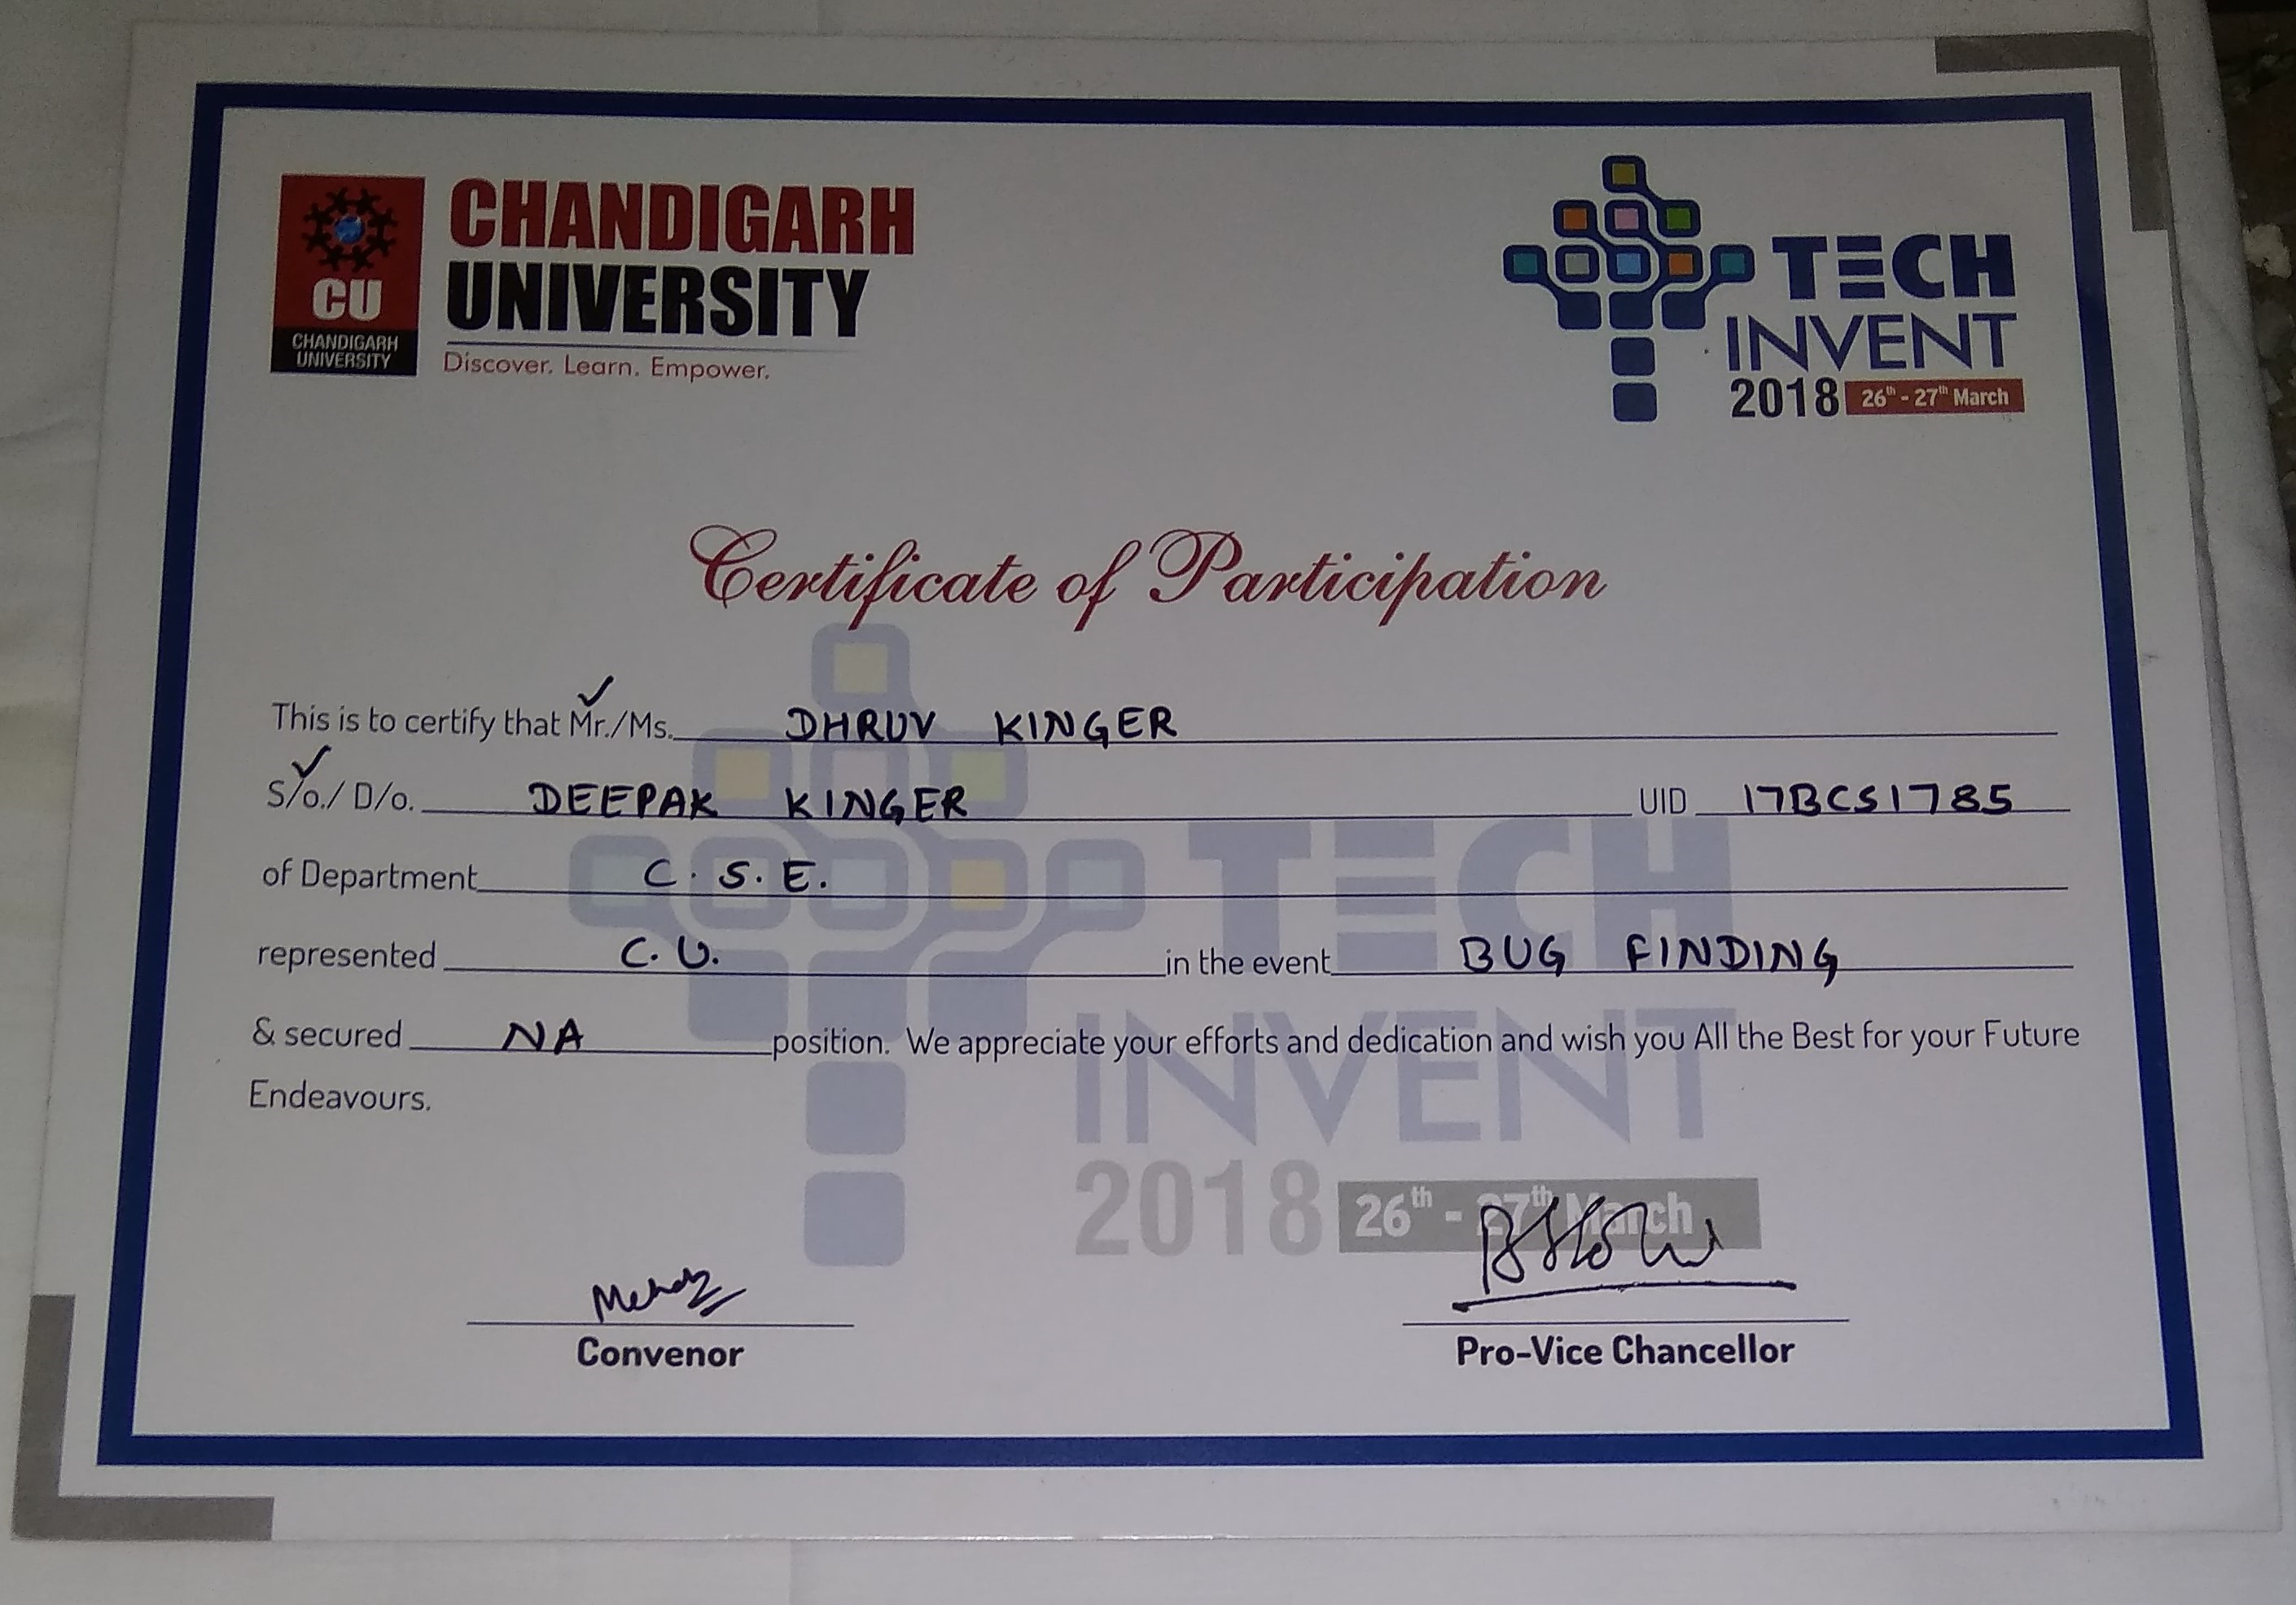 CU
CHANDIGARH
UNIVERSITY
CHANDIGARH
UNIVERSITY
Discover. Learn. Empower.
TECH
INVENT
2018 26th - 27th March
Certificate of Participation
This is to certify that Mr./Ms. DHRUV KINGER
S/o./ D/o. DEEPAK KINGER UID 17BCS1785
of Department C.S.E.
represented C.U. in the event BUG FINDING
& secured NA position. We appreciate your efforts and dedication and wish you All the Best for your Future
Endeavours.
TECH
INVENT
2018 26th - 27th March
Convenor
Pro-Vice Chancellor